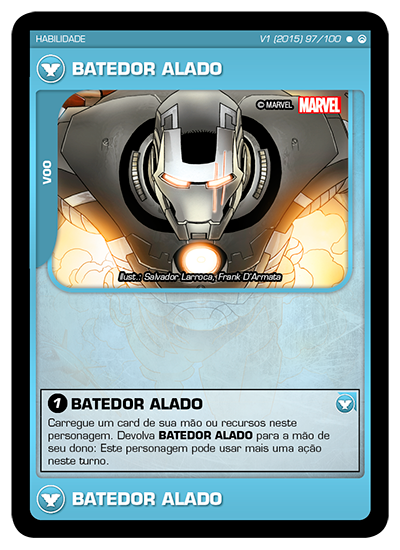 HABILIDADE V1 (2015) 97/100
BATEDOR ALADO
© MARVEL MARVEL
VOO
Ilust.: Salvador Larroca, Frank D'Armata
1 BATEDOR ALADO
Carregue um card de sua mão ou recursos neste
personagem. Devolva BATEDOR ALADO para a mão de
seu dono: Este personagem pode usar mais uma ação
neste turno.
BATEDOR ALADO